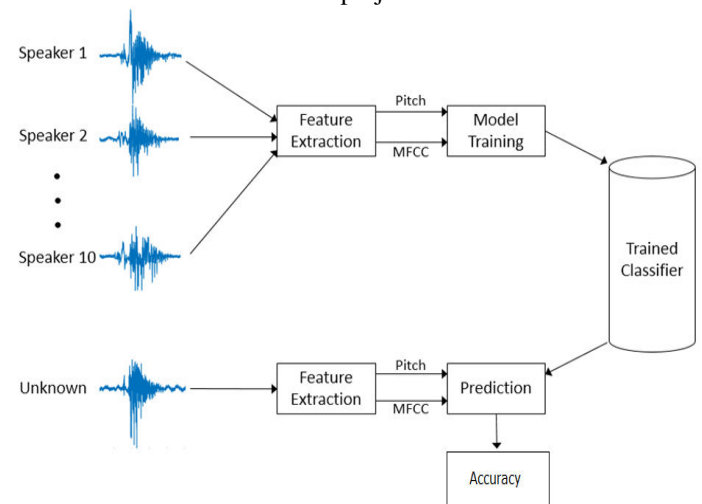 Speaker 1
Speaker 2
Speaker 10
Feature
Extraction
Pitch
MFCC
Model
Training
Trained
Classifier
Unknown
Feature
Extraction
Pitch
MFCC
Prediction
Accuracy